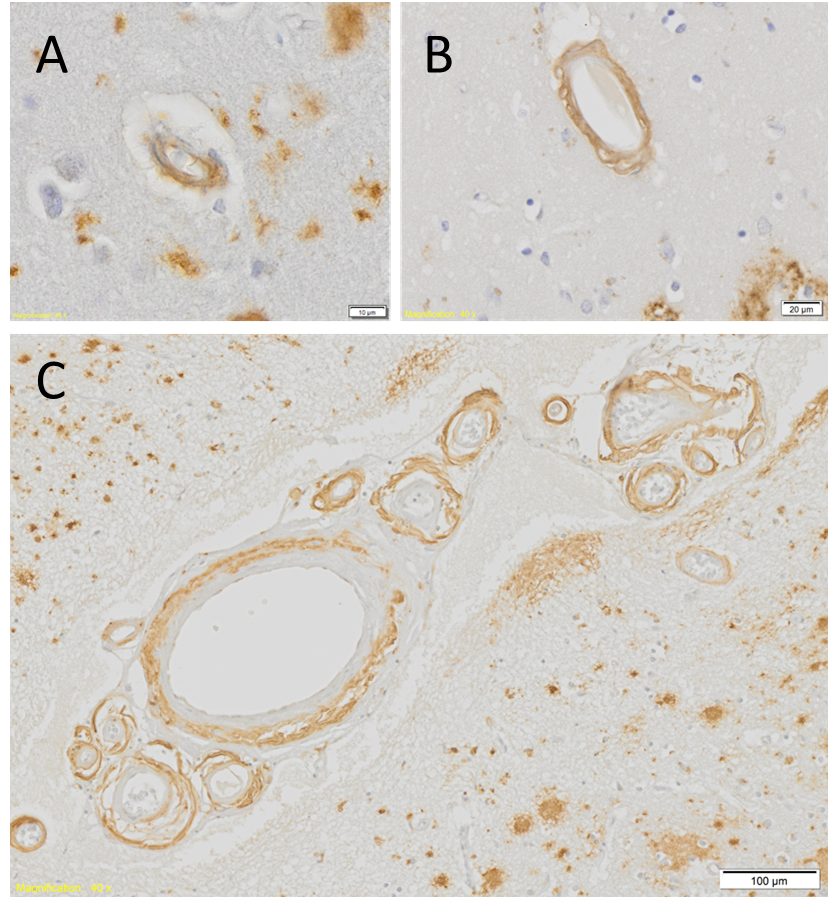 A
B
10 µm
Magnification 40 x
20 µm
C
Magnification 40 x
100 µm